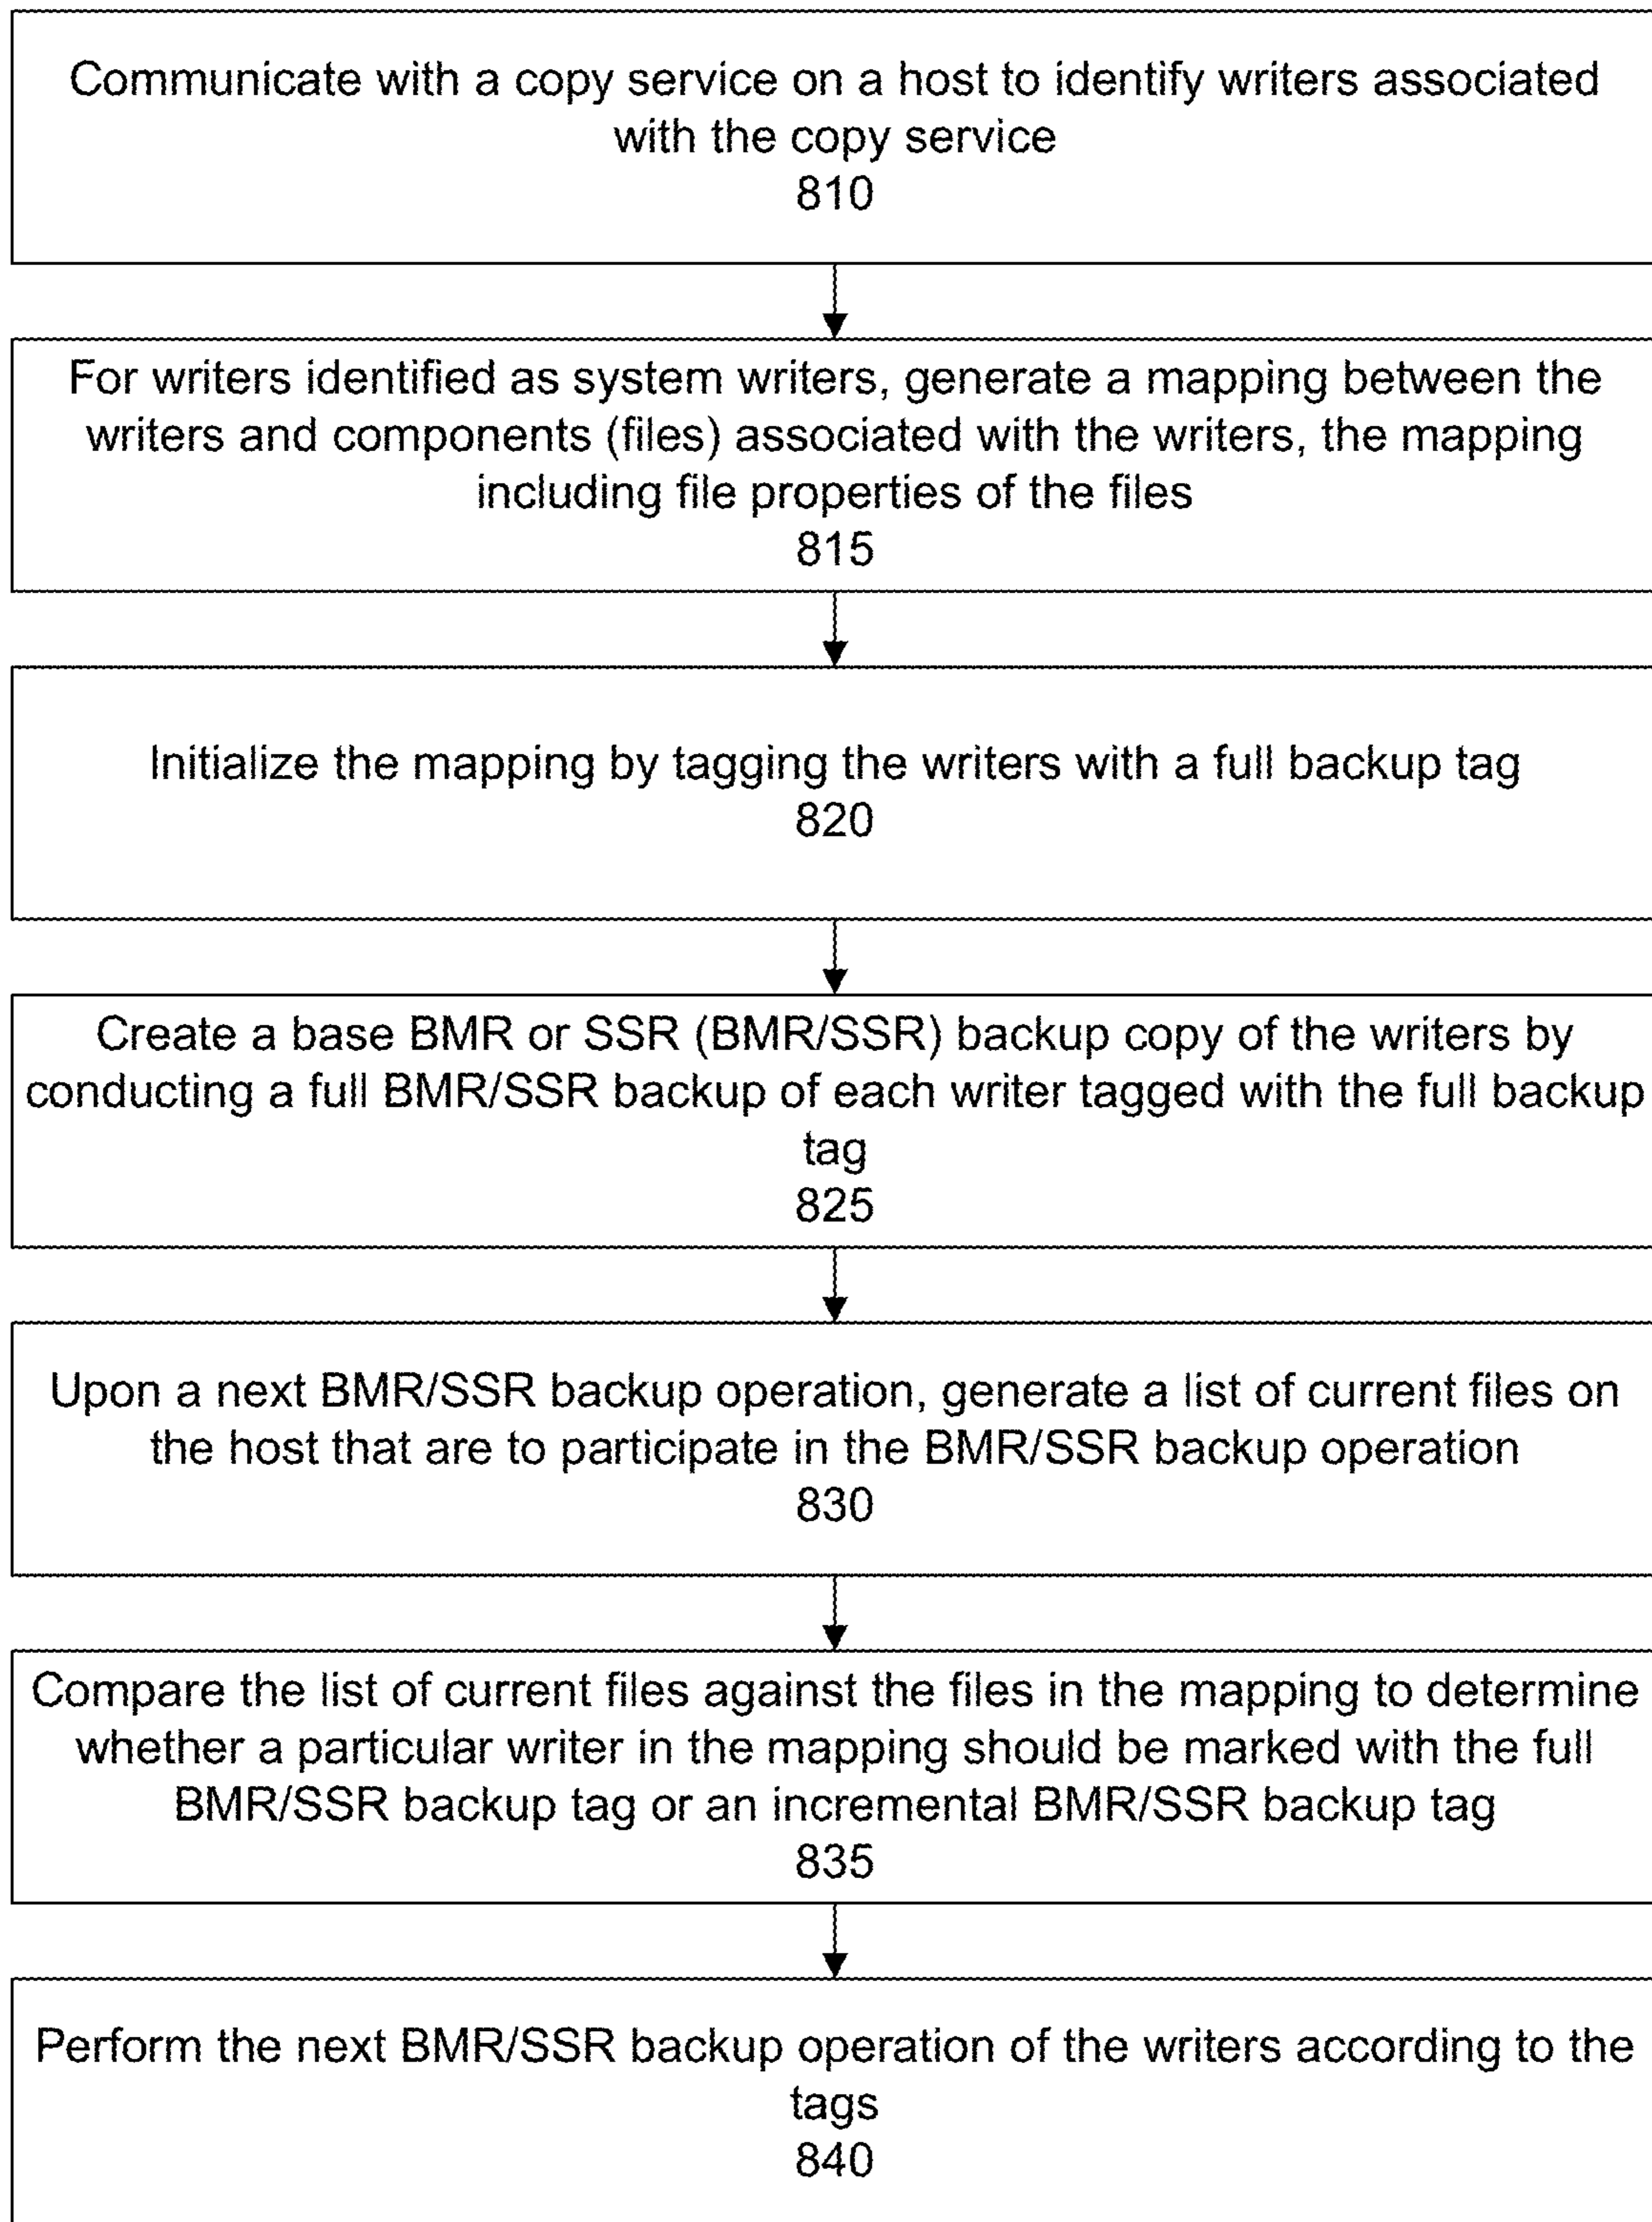 Communicate with a copy service on a host to identify writers associated
with the copy service
810
For writers identified as system writers, generate a mapping between the
writers and components (files) associated with the writers, the mapping
including file properties of the files
815
Initialize the mapping by tagging the writers with a full backup tag
820
Create a base BMR or SSR (BMR/SSR) backup copy of the writers by
conducting a full BMR/SSR backup of each writer tagged with the full backup
tag
825
Upon a next BMR/SSR backup operation, generate a list of current files on
the host that are to participate in the BMR/SSR backup operation
830
Compare the list of current files against the files in the mapping to determine
whether a particular writer in the mapping should be marked with the full
BMR/SSR backup tag or an incremental BMR/SSR backup tag
835
Perform the next BMR/SSR backup operation of the writers according to the
tags
840